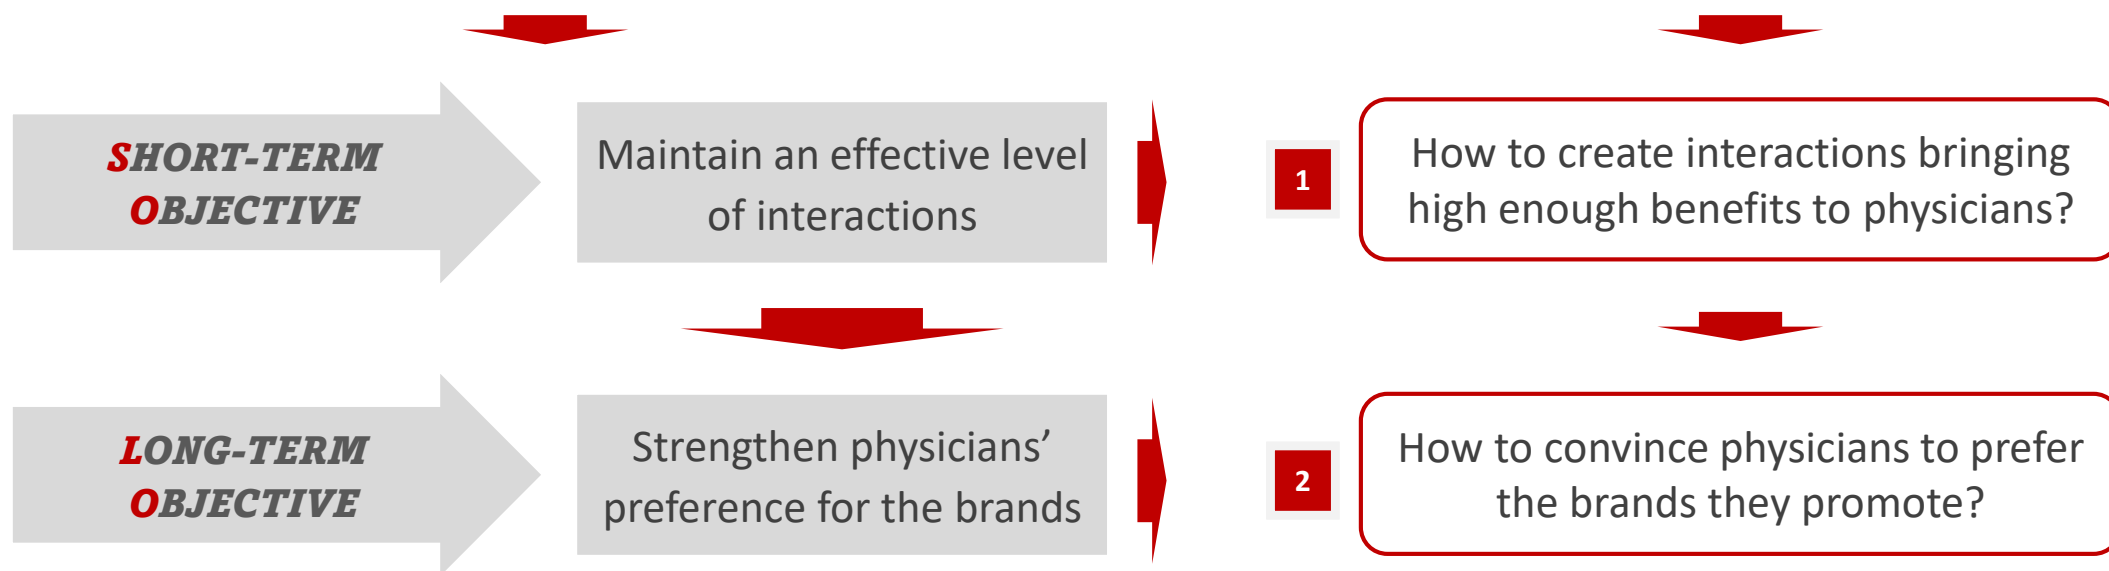 SHORT-TERM
OBJECTIVE
Maintain an effective level
of interactions
1
How to create interactions bringing
high enough benefits to physicians?
LONG-TERM
OBJECTIVE
Strengthen physicians’
preference for the brands
2
How to convince physicians to prefer
the brands they promote?